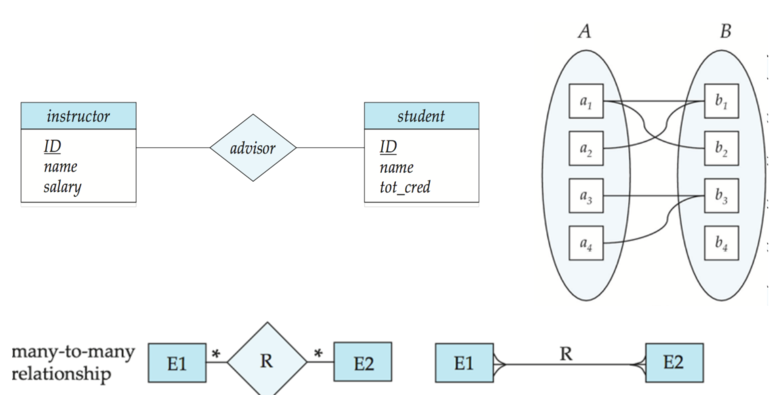 A B
instructor
ID
name
salary
advisor
student
ID
name
tot_cred
a1 b1
a2 b2
a3 b3
a4 b4
many-to-many
relationship
E1 * R * E2
E1 R E2